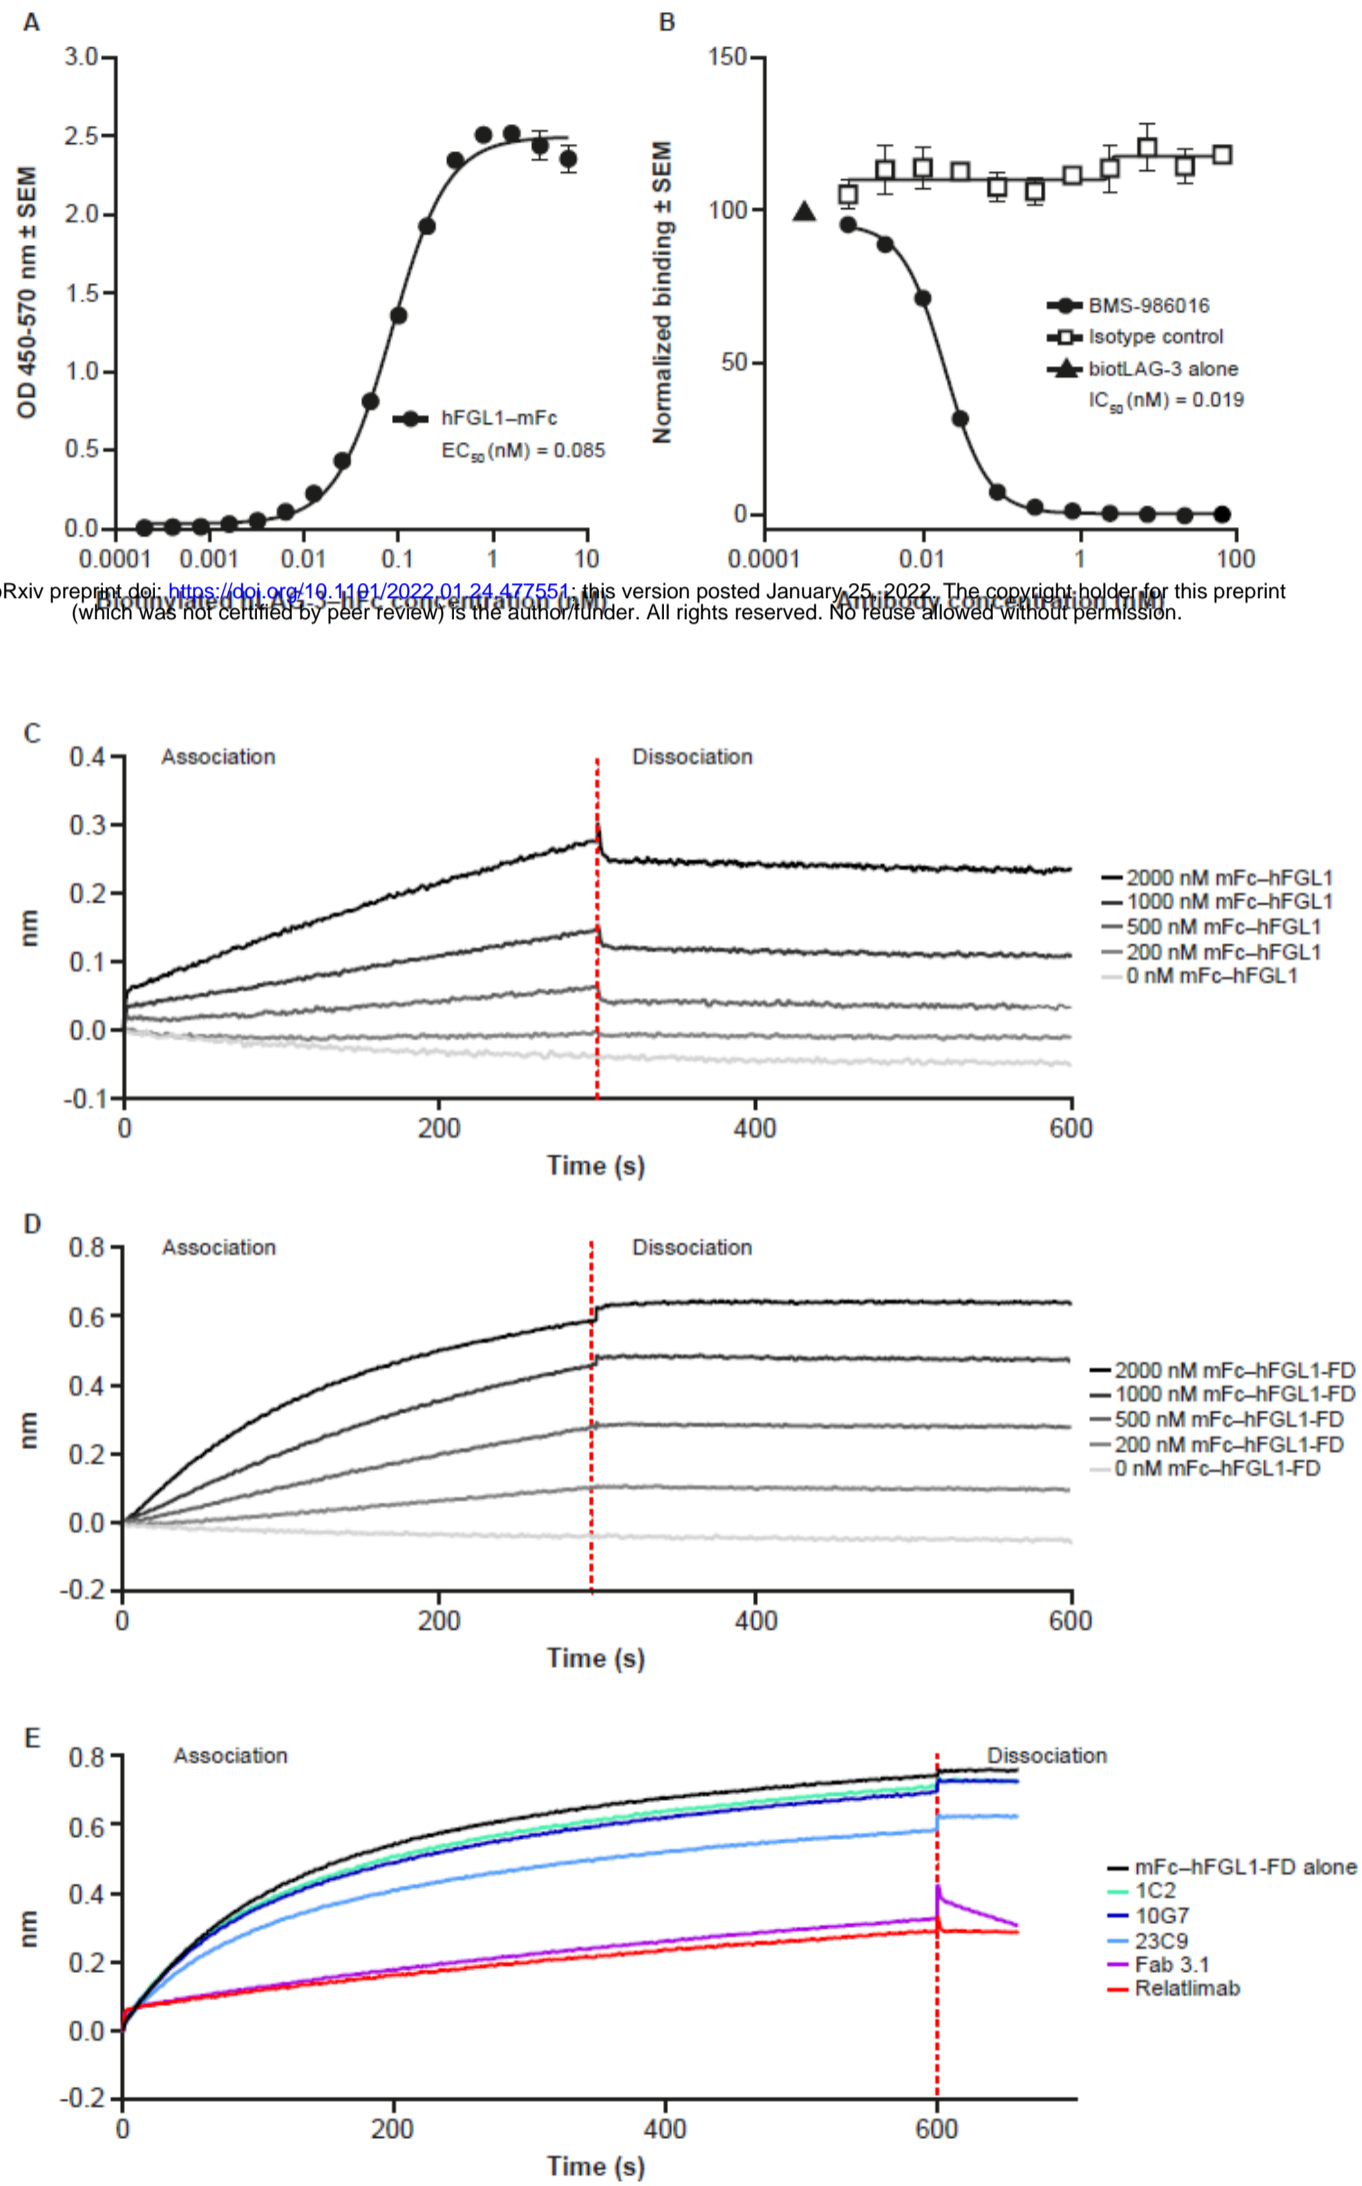 A
B
3.0
2.5
2.0
1.5
1.0
0.5
0.0
OD 450-570 nm ± SEM
hFGL1–mFc
EC50 (nM) = 0.085
0.0001 0.001 0.01 0.1 1 10
Biotinylated hLAG-3–hFc concentration (nM)
150
100
50
0
Normalized binding ± SEM
BMS-986016
Isotype control
biotLAG-3 alone
IC50 (nM) = 0.019
0.0001 0.01 1 100
Antibody concentration (nM)
oRxiv preprint doi: https://doi.org/10.1101/2022.01.24.477551; this version posted January 25, 2022. The copyright holder for this preprint
(which was not certified by peer review) is the author/funder. All rights reserved. No reuse allowed without permission.
C
Association
Dissociation
0.4
0.3
0.2
0.1
0.0
-0.1
nm
2000 nM mFc–hFGL1
1000 nM mFc–hFGL1
500 nM mFc–hFGL1
200 nM mFc–hFGL1
0 nM mFc–hFGL1
0 200 400 600
Time (s)
D
Association
Dissociation
0.8
0.6
0.4
0.2
0.0
-0.2
nm
2000 nM mFc–hFGL1-FD
1000 nM mFc–hFGL1-FD
500 nM mFc–hFGL1-FD
200 nM mFc–hFGL1-FD
0 nM mFc–hFGL1-FD
0 200 400 600
Time (s)
E
Association
Dissociation
0.8
0.6
0.4
0.2
0.0
-0.2
nm
mFc–hFGL1-FD alone
1C2
10G7
23C9
Fab 3.1
Relatlimab
0 200 400 600
Time (s)